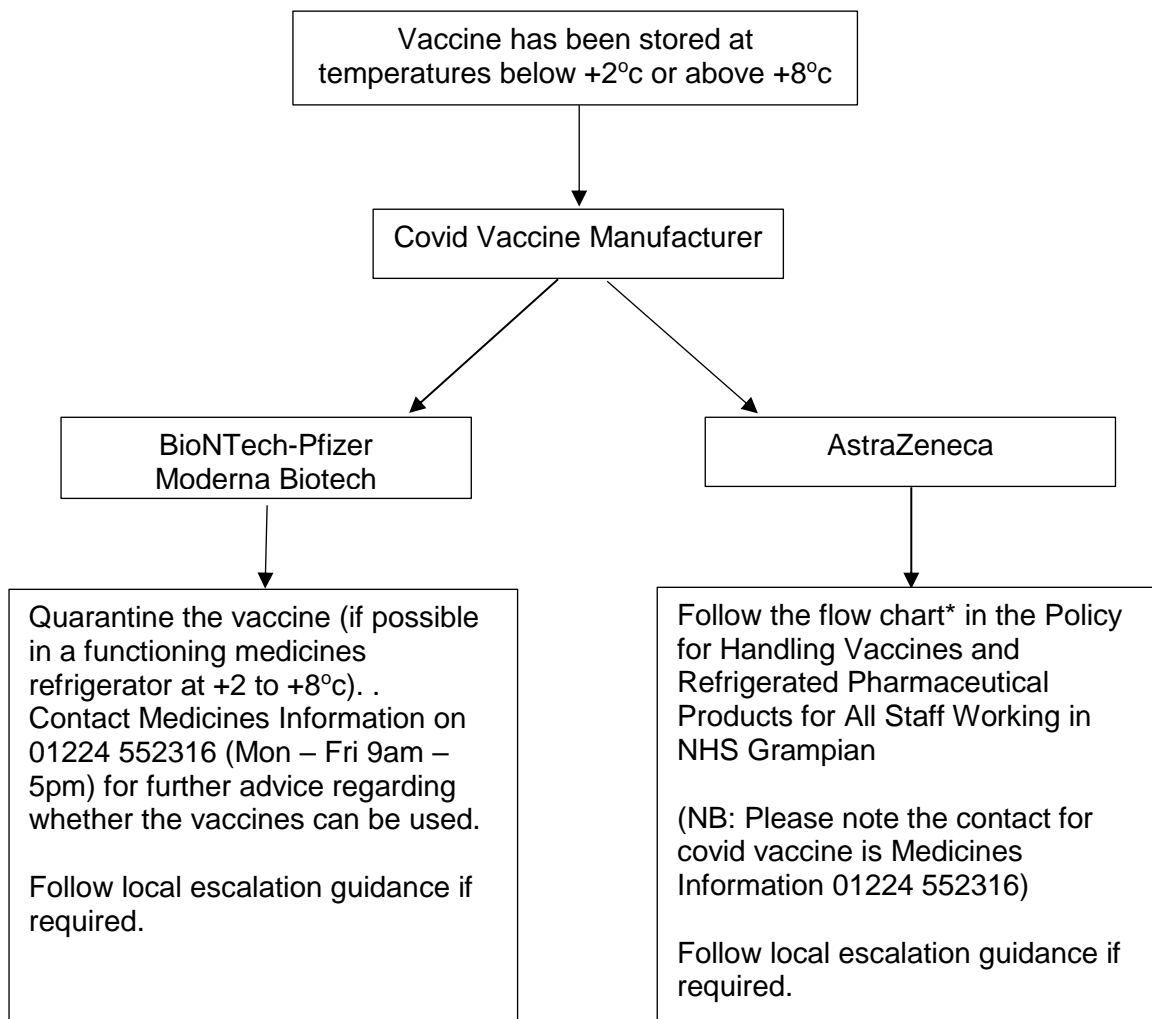 Vaccine has been stored at
temperatures below +2ºc or above +8ºc
Covid Vaccine Manufacturer
BioNTech-Pfizer
Moderna Biotech
AstraZeneca
Quarantine the vaccine (if possible
in a functioning medicines
refrigerator at +2 to +8ºc). .
Contact Medicines Information on
01224 552316 (Mon – Fri 9am –
5pm) for further advice regarding
whether the vaccines can be used.
Follow local escalation guidance if
required.
Follow the flow chart* in the Policy
for Handling Vaccines and
Refrigerated Pharmaceutical
Products for All Staff Working in
NHS Grampian
(NB: Please note the contact for
covid vaccine is Medicines
Information 01224 552316)
Follow local escalation guidance if
required.